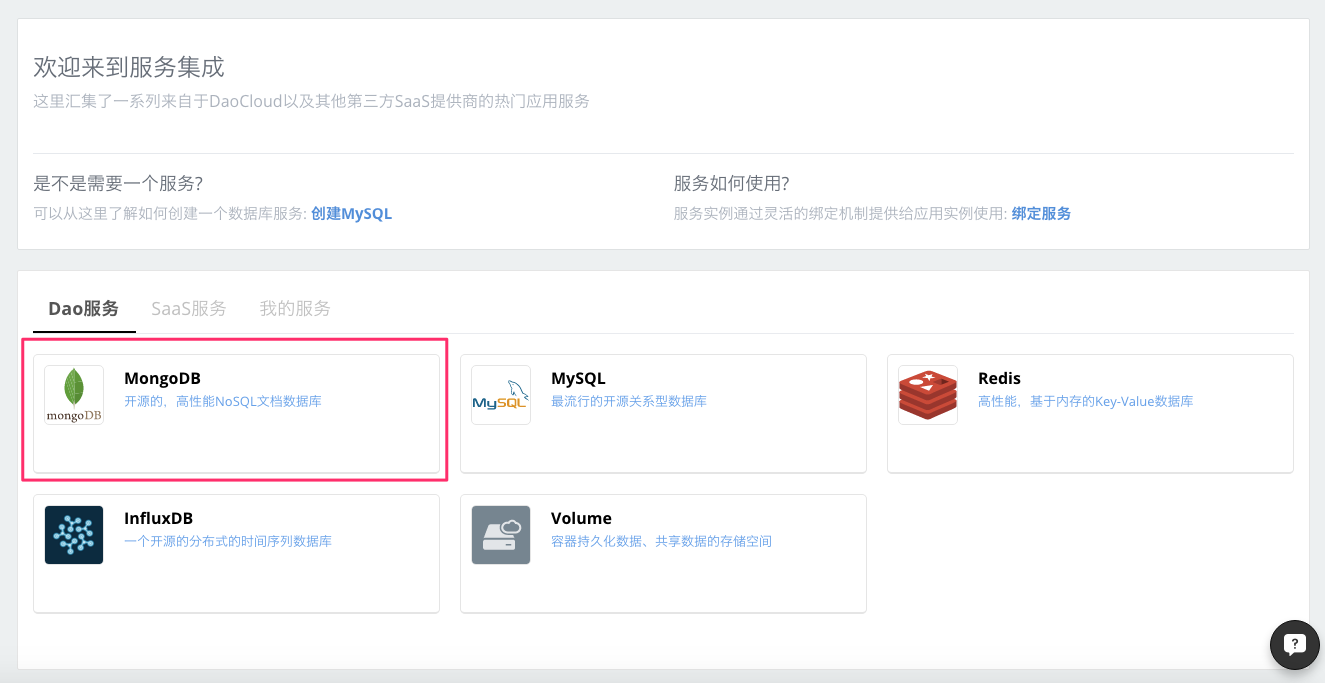 欢迎来到服务集成
这里汇集了一系列来自于DaoCloud以及其他第三方SaaS提供商的热门应用服务
是不是需要一个服务?
可以从这里了解如何创建一个数据库服务: 创建MySQL
服务如何使用?
服务实例通过灵活的绑定机制提供给应用实例使用: 绑定服务
Dao服务 SaaS服务 我的服务
mongoDB
MongoDB
开源的，高性能NoSQL文档数据库
MySQL
MySQL
最流行的开源关系型数据库
Redis
高性能，基于内存的Key-Value数据库
InfluxDB
一个开源的分布式的时间序列数据库
Volume
容器持久化数据、共享数据的存储空间
?